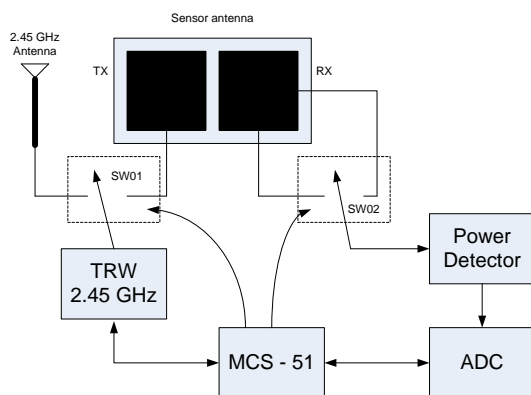 Sensor antenna
2.45 GHz
Antenna
TX
RX
SW01
SW02
TRW
2.45 GHz
Power
Detector
MCS - 51
ADC